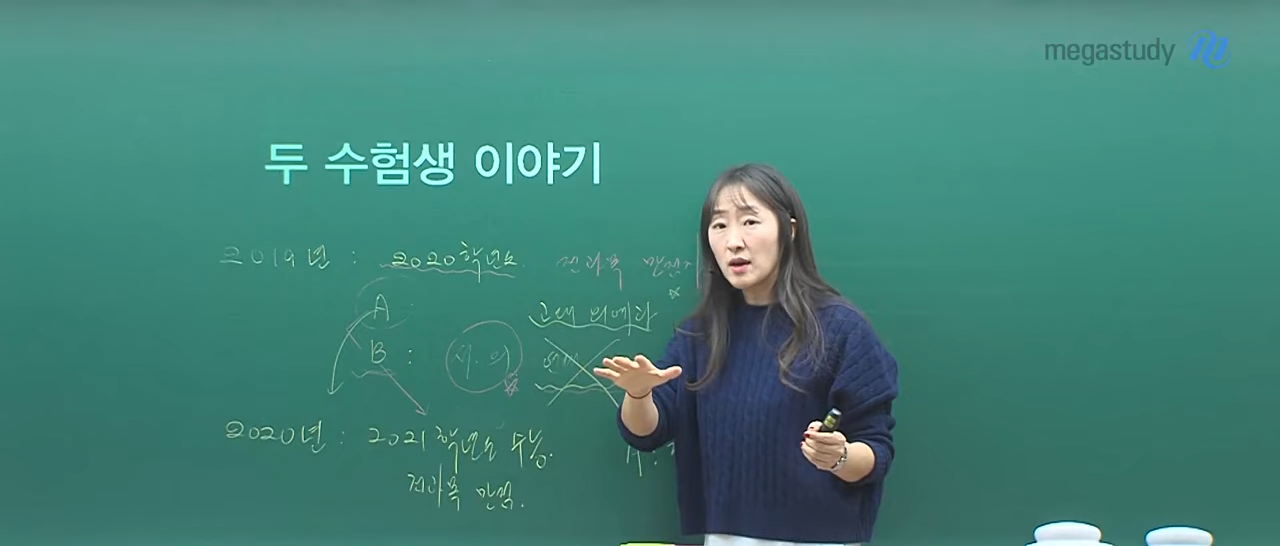 megastudy
두 수험생 이야기
2019년 : 2020학년도 전과목 만점
A : 고대 의예과
B : 서.의
2020년 : 2021학년도 수능.
전과목 만점.